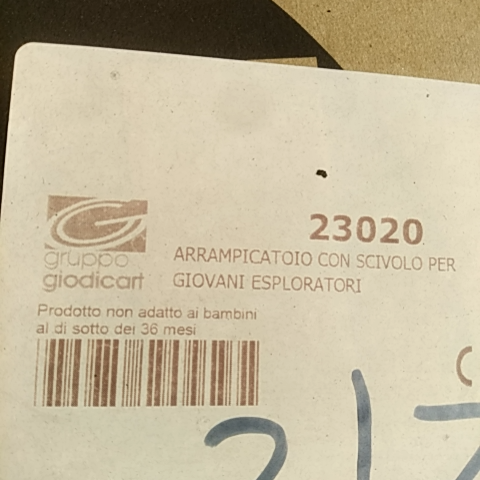 23020
ARRAMPICATOIO CON SCIVOLO PER
GIOVANI ESPLORATORI
gruppo
giodicart
Prodotto non adatto ai bambini
al di sotto dei 36 mesi